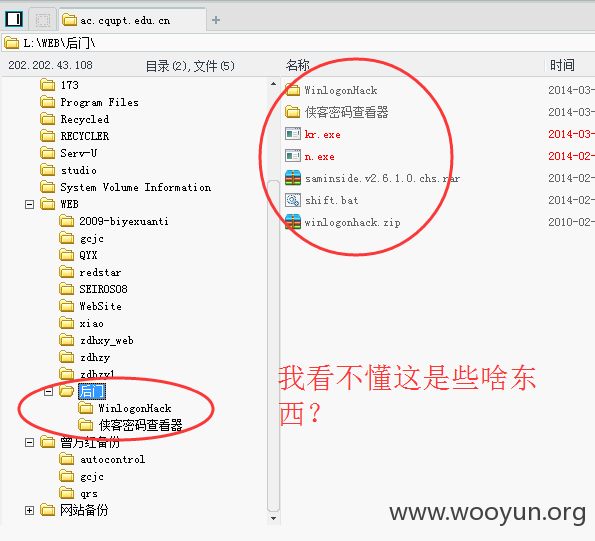 ac.cqupt.edu.cn
L:\WEB\后门\
202.202.43.108
目录(2),文件(5)
名称
时间
173
Program Files
Recycled
RECYCLER
Serv-U
studio
System Volume Information
WEB
2009-biyexuanti
gcjc
QYX
redstar
SEIROS08
WebSite
xiao
zdhxy_web
zdhzy
zdhzy1
后门
WinlogonHack
侠客密码查看器
曾万红备份
autocontrol
gcjc
qrs
网站备份
WinlogonHack 2014-03-
侠客密码查看器 2014-03-
kr.exe 2014-03-
n.exe 2014-02-
saminside.v2.6.1.0.chs.rar 2014-02-
shift.bat 2014-02-
winlogonhack.zip 2010-02-
我看不懂这是些啥东
西？
www.wooyun.org